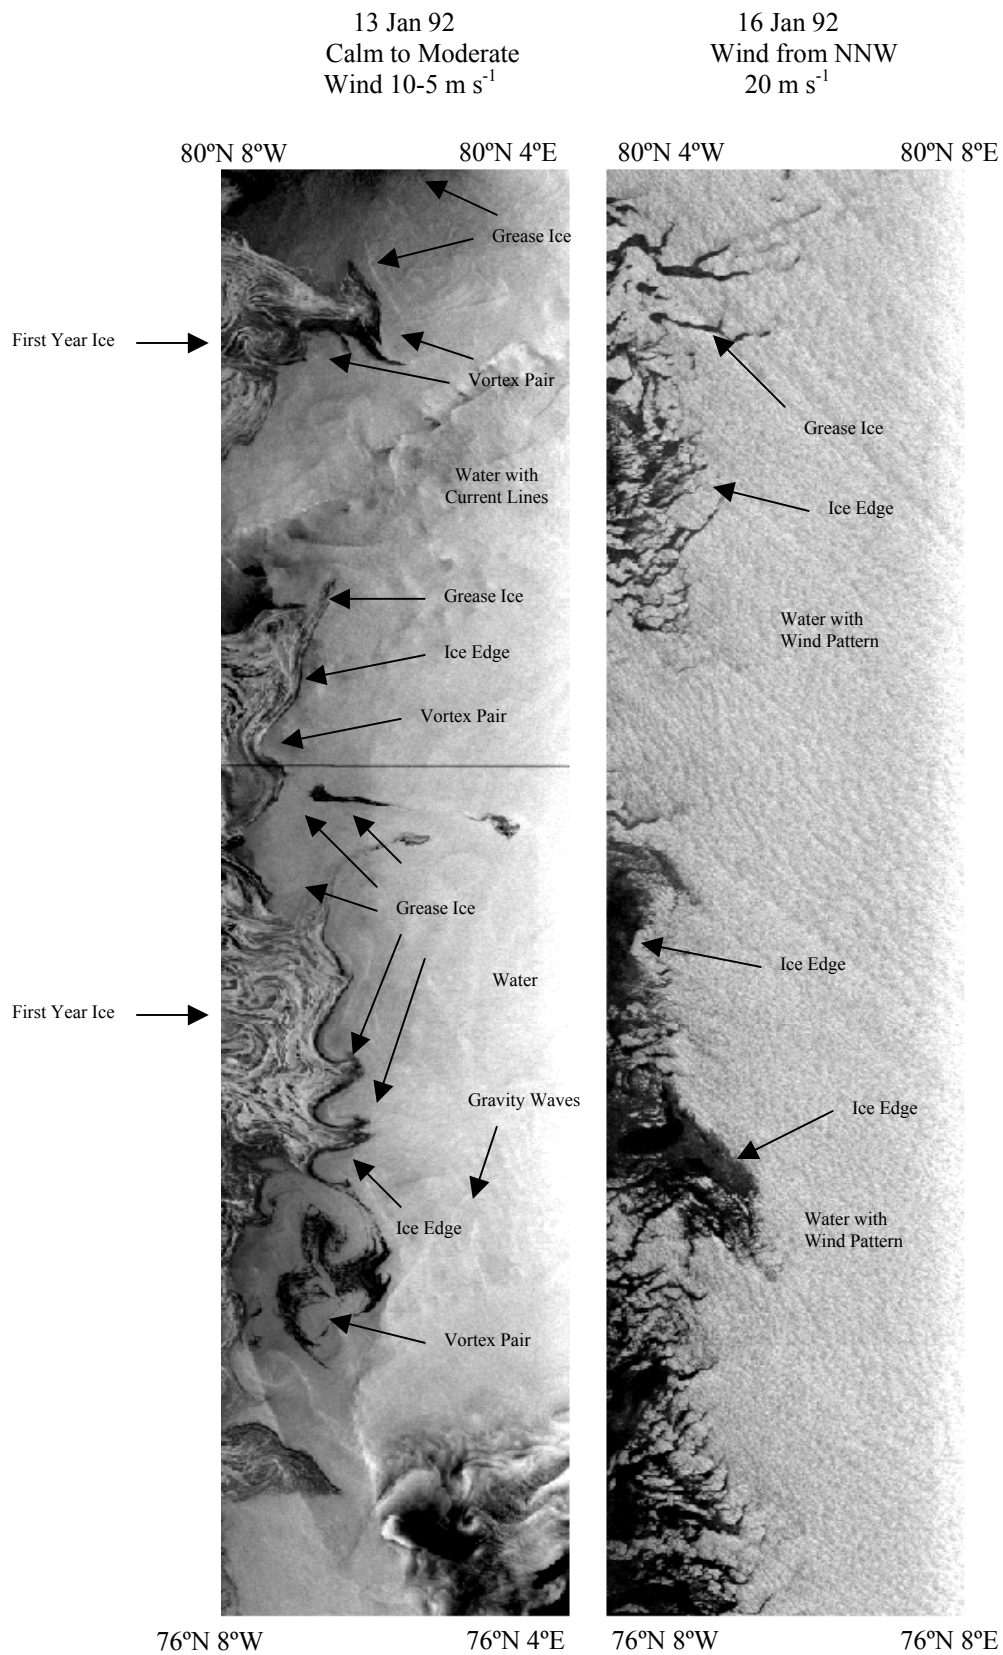 13 Jan 92
Calm to Moderate
Wind 10-5 m s-1
16 Jan 92
Wind from NNW
20 m s-1
80ºN 8ºW
80ºN 4ºE
80ºN 4ºW
80ºN 8ºE
Grease Ice
First Year Ice
Vortex Pair
Water with
Current Lines
Grease Ice
Ice Edge
Vortex Pair
Grease Ice
Water
First Year Ice
Gravity Waves
Ice Edge
Vortex Pair
Grease Ice
Ice Edge
Water with
Wind Pattern
Ice Edge
Ice Edge
Water with
Wind Pattern
76ºN 8ºW
76ºN 4ºE
76ºN 8ºW
76ºN 8ºE